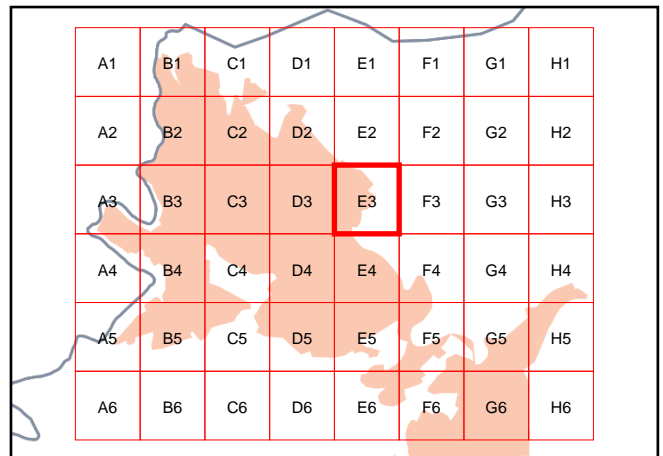 A1 B1 C1 D1 E1 F1 G1 H1
A2 B2 C2 D2 E2 F2 G2 H2
A3 B3 C3 D3 E3 F3 G3 H3
A4 B4 C4 D4 E4 F4 G4 H4
A5 B5 C5 D5 E5 F5 G5 H5
A6 B6 C6 D6 E6 F6 G6 H6